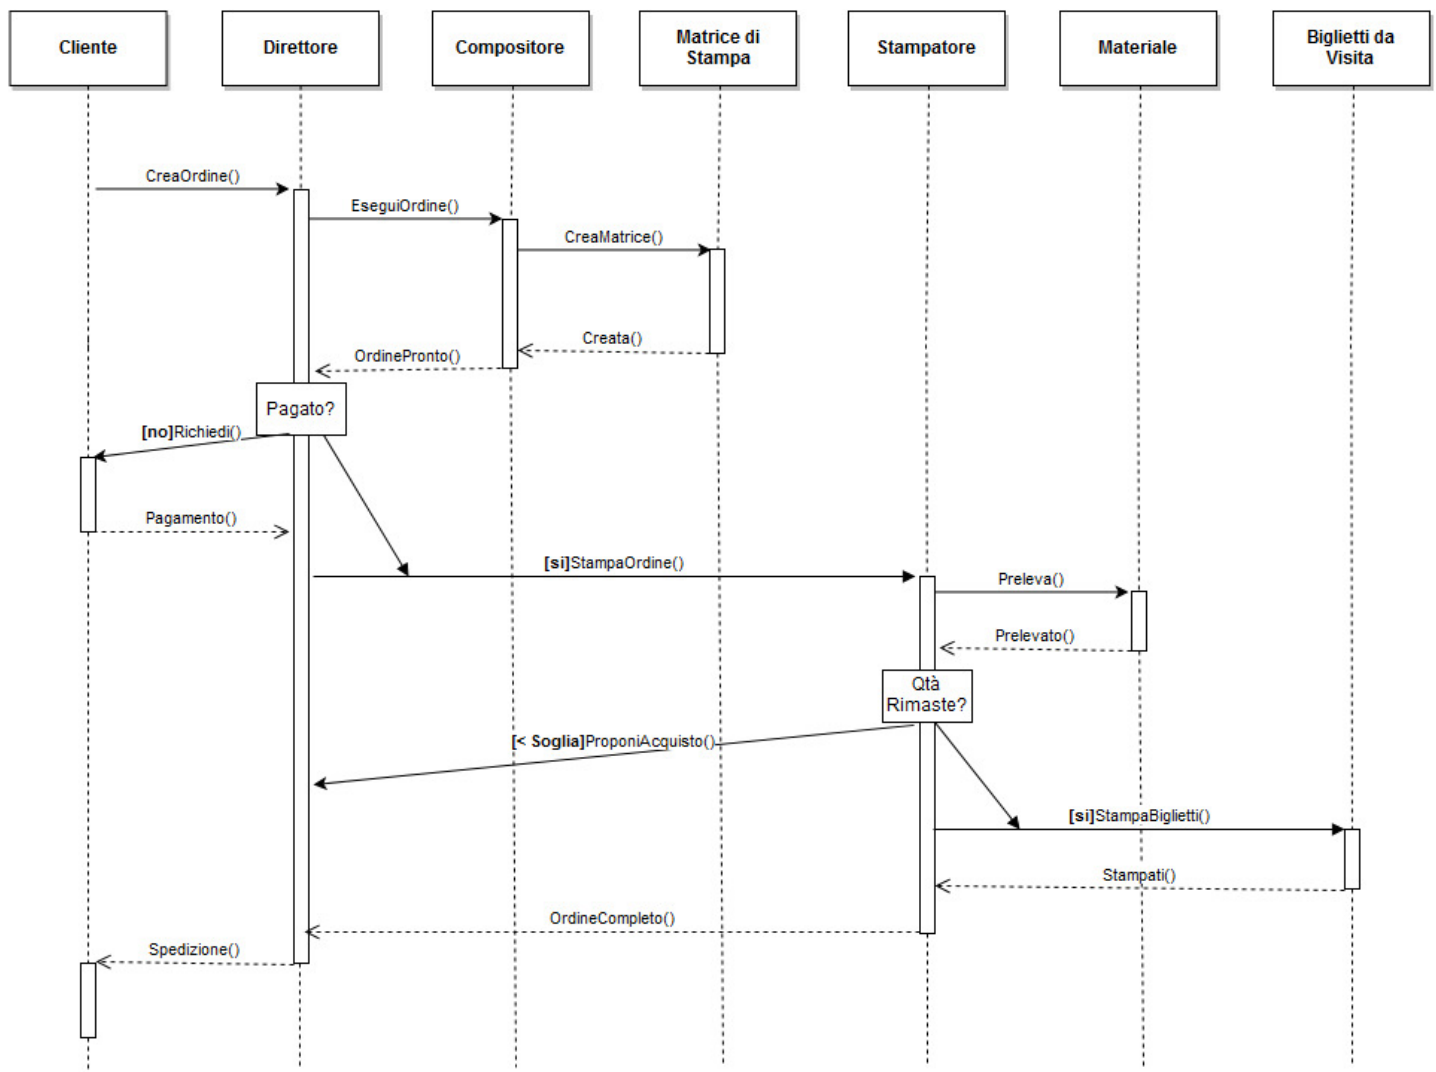 Cliente
Direttore
Compositore
Matrice di
Stampa
Stampatore
Materiale
Biglietti da
Visita
CreaOrdine()
EseguiOrdine()
CreaMatrice()
Creata()
OrdinePronto()
Pagato?
[no]Richiedi()
Pagamento()
[si]StampaOrdine()
Preleva()
Prelevato()
Qtà
Rimaste?
[< Soglia]ProponiAcquisto()
[si]StampaBiglietti()
Stampati()
OrdineCompleto()
Spedizione()